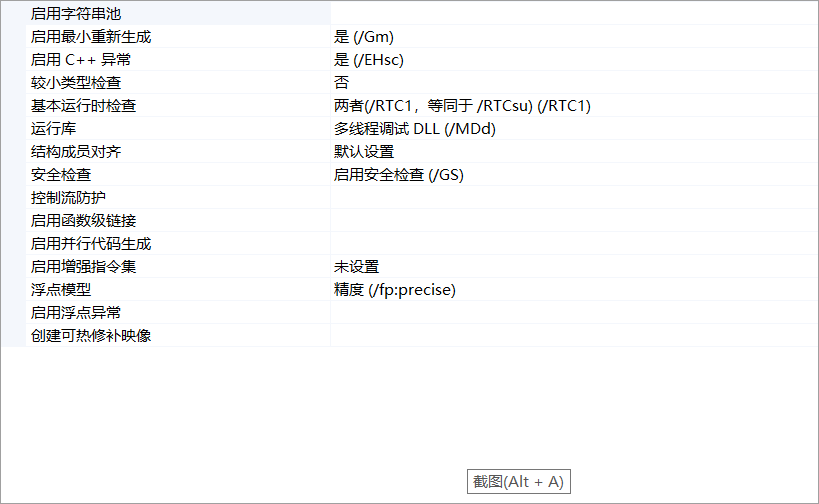 启用字符串池
启用最小重新生成 是 (/Gm)
启用 C++ 异常 是 (/EHsc)
较小类型检查 否
基本运行时检查 两者(/RTC1，等同于 /RTCsu) (/RTC1)
运行库 多线程调试 DLL (/MDd)
结构成员对齐 默认设置
安全检查 启用安全检查 (/GS)
控制流防护
启用函数级链接
启用并行代码生成
启用增强指令集 未设置
浮点模型 精度 (/fp:precise)
启用浮点异常
创建可热修补映像
截图(Alt + A)